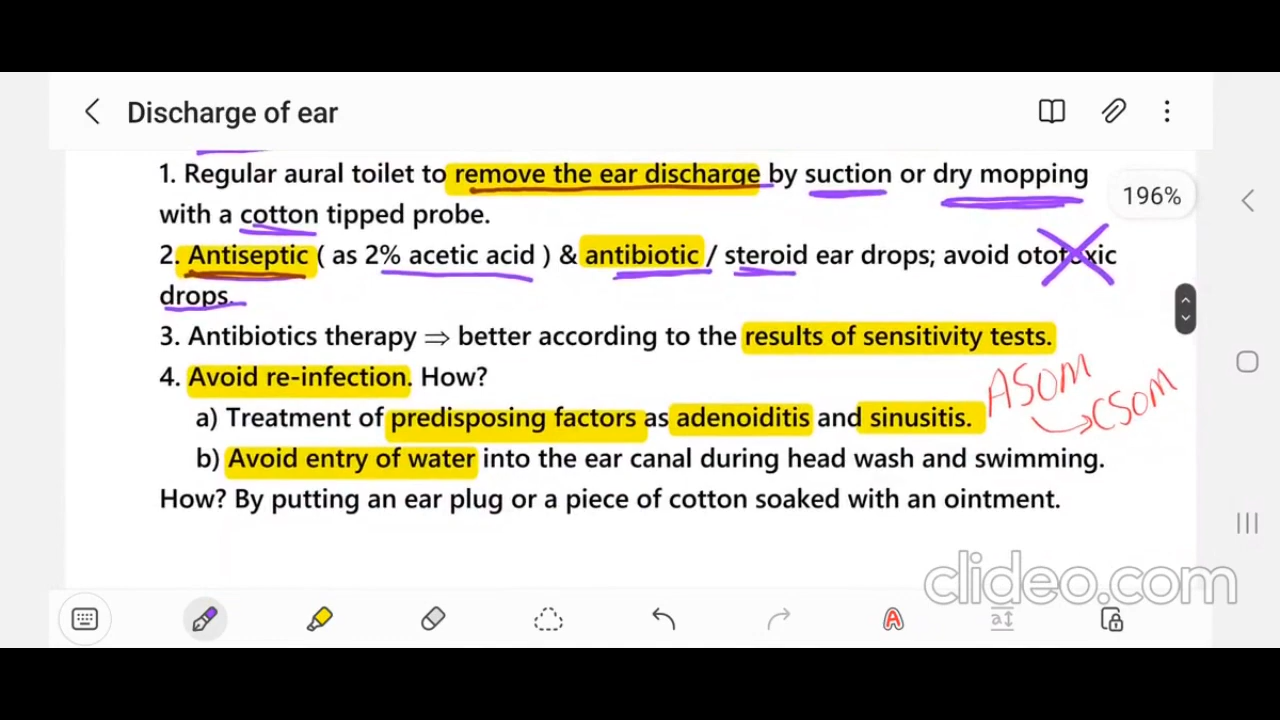 Discharge of ear
1. Regular aural toilet to remove the ear discharge by suction or dry mopping
196%
with a cotton tipped probe.
2. Antiseptic ( as 2% acetic acid ) & antibiotic / steroid ear drops; avoid ototoxic
drops.
3. Antibiotics therapy ⇒ better according to the results of sensitivity tests.
4. Avoid re-infection. How?
ASOM
→CSOM
a) Treatment of predisposing factors as adenoiditis and sinusitis.
b) Avoid entry of water into the ear canal during head wash and swimming.
How? By putting an ear plug or a piece of cotton soaked with an ointment.
clideo.com
A
a